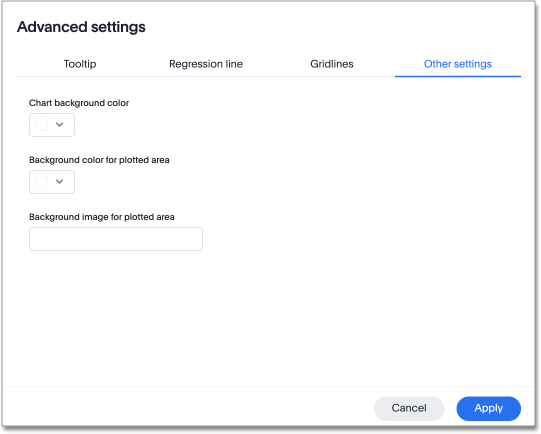 Advanced settings
Tooltip Regression line Gridlines Other settings
Chart background color
Background color for plotted area
Background image for plotted area
Cancel Apply